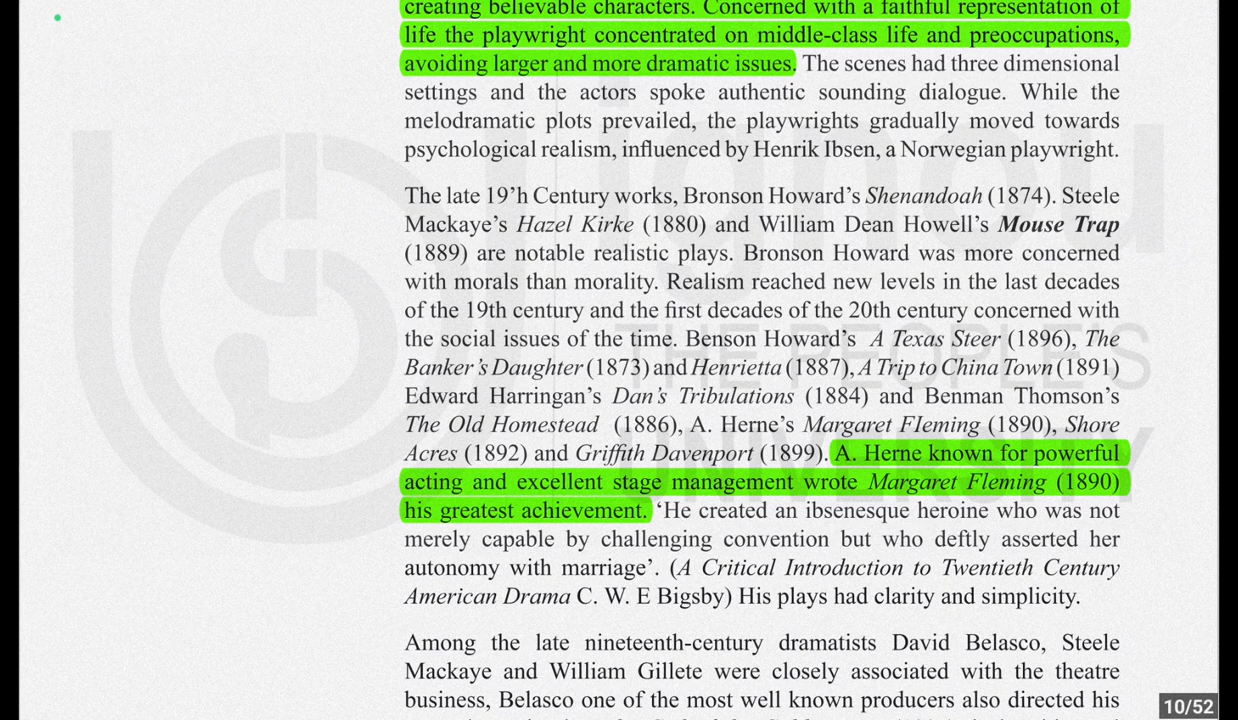 creating believable characters. Concerned with a faithful representation of
life the playwright concentrated on middle-class life and preoccupations,
avoiding larger and more dramatic issues. The scenes had three dimensional
settings and the actors spoke authentic sounding dialogue. While the
melodramatic plots prevailed, the playwrights gradually moved towards
psychological realism, influenced by Henrik Ibsen, a Norwegian playwright.
The late 19’h Century works, Bronson Howard’s Shenandoah (1874). Steele
Mackaye’s Hazel Kirke (1880) and William Dean Howell’s Mouse Trap
(1889) are notable realistic plays. Bronson Howard was more concerned
with morals than morality. Realism reached new levels in the last decades
of the 19th century and the first decades of the 20th century concerned with
the social issues of the time. Benson Howard’s A Texas Steer (1896), The
Banker’s Daughter (1873) and Henrietta (1887), A Trip to China Town (1891)
Edward Harringan’s Dan’s Tribulations (1884) and Benman Thomson’s
The Old Homestead (1886), A. Herne’s Margaret FIeming (1890), Shore
Acres (1892) and Griffith Davenport (1899). A. Herne known for powerful
acting and excellent stage management wrote Margaret Fleming (1890)
his greatest achievement. ‘He created an ibsenesque heroine who was not
merely capable by challenging convention but who deftly asserted her
autonomy with marriage’. (A Critical Introduction to Twentieth Century
American Drama C. W. E Bigsby) His plays had clarity and simplicity.
Among the late nineteenth-century dramatists David Belasco, Steele
Mackaye and William Gillete were closely associated with the theatre
business, Belasco one of the most well known producers also directed his
ignou
THE PEOPLE'S
UNIVERSITY
10/52